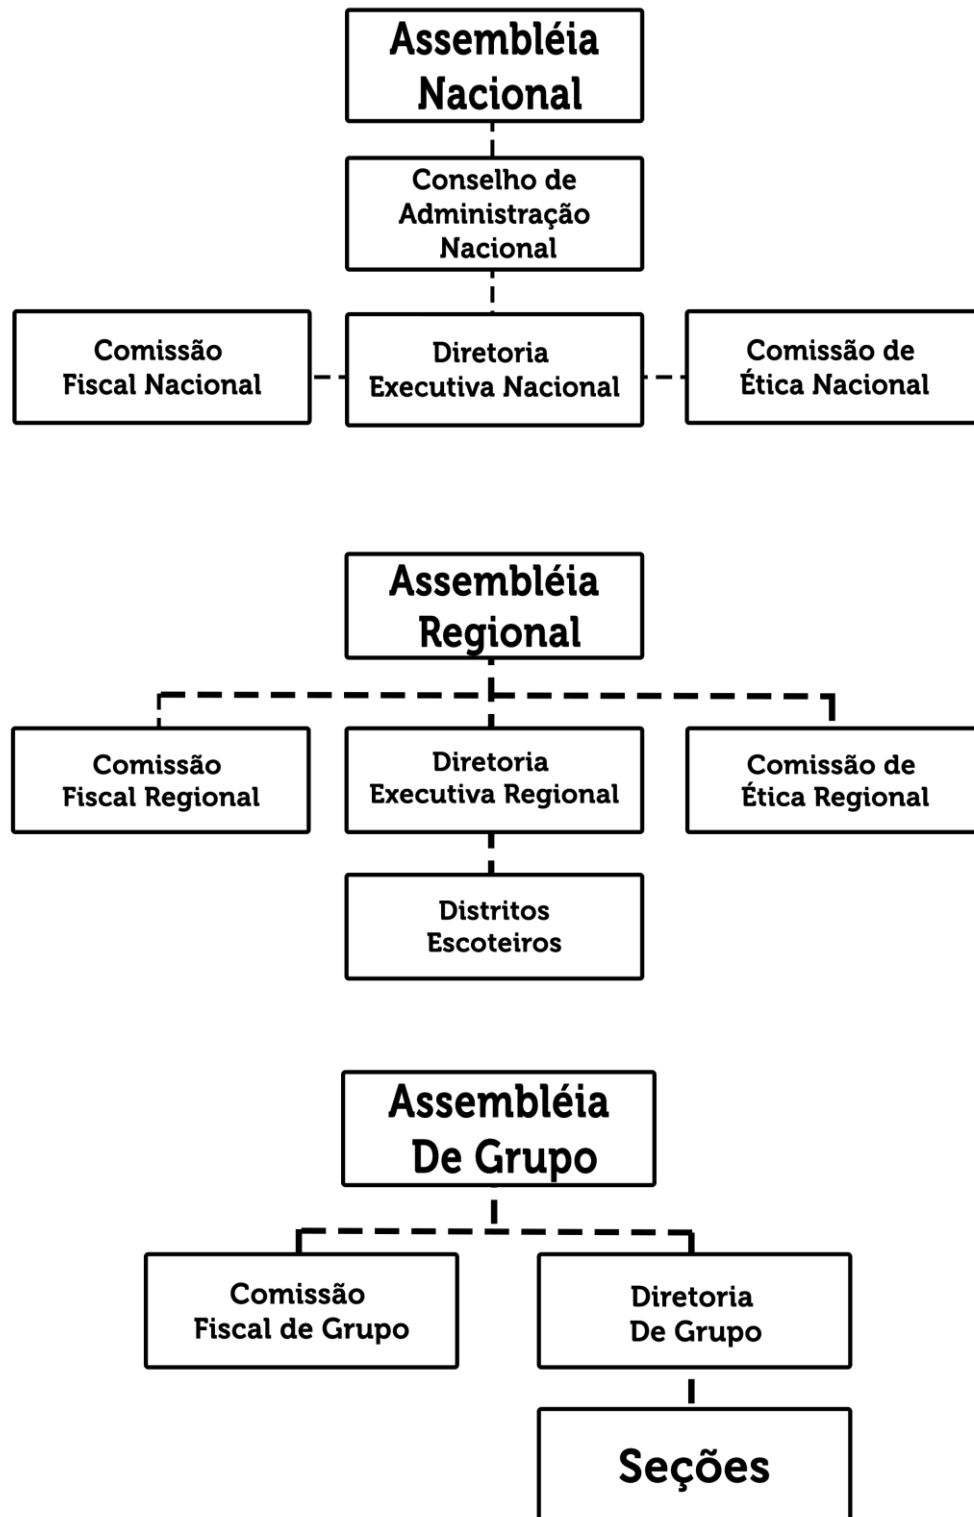 Assembléia
Nacional
Conselho de
Administração
Nacional
Comissão
Fiscal Nacional
Diretoria
Executiva Nacional
Comissão de
Ética Nacional
Assembléia
Regional
Comissão
Fiscal Regional
Diretoria
Executiva Regional
Comissão de
Ética Regional
Distritos
Escoteiros
Assembléia
De Grupo
Comissão
Fiscal de Grupo
Diretoria
De Grupo
Seções